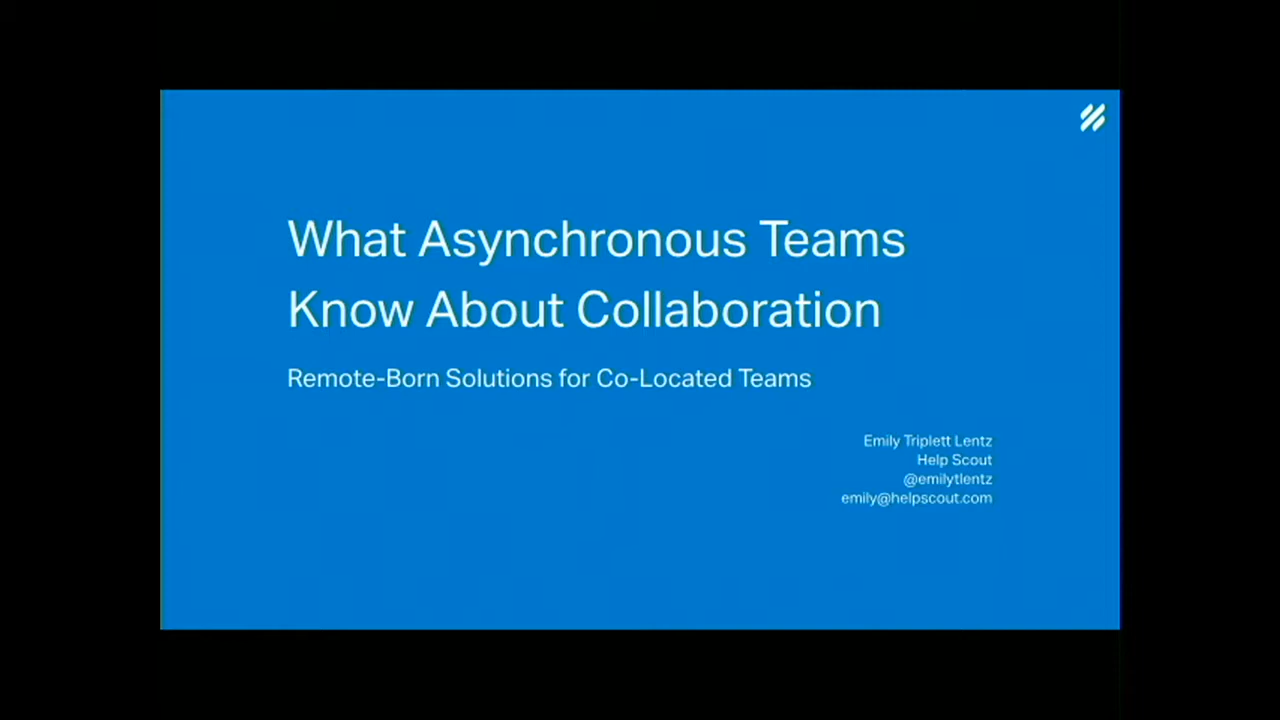 What Asynchronous Teams
Know About Collaboration
Remote-Born Solutions for Co-Located Teams
Emily Triplett Lentz
Help Scout
@emilytlentz
emily@helpscout.com